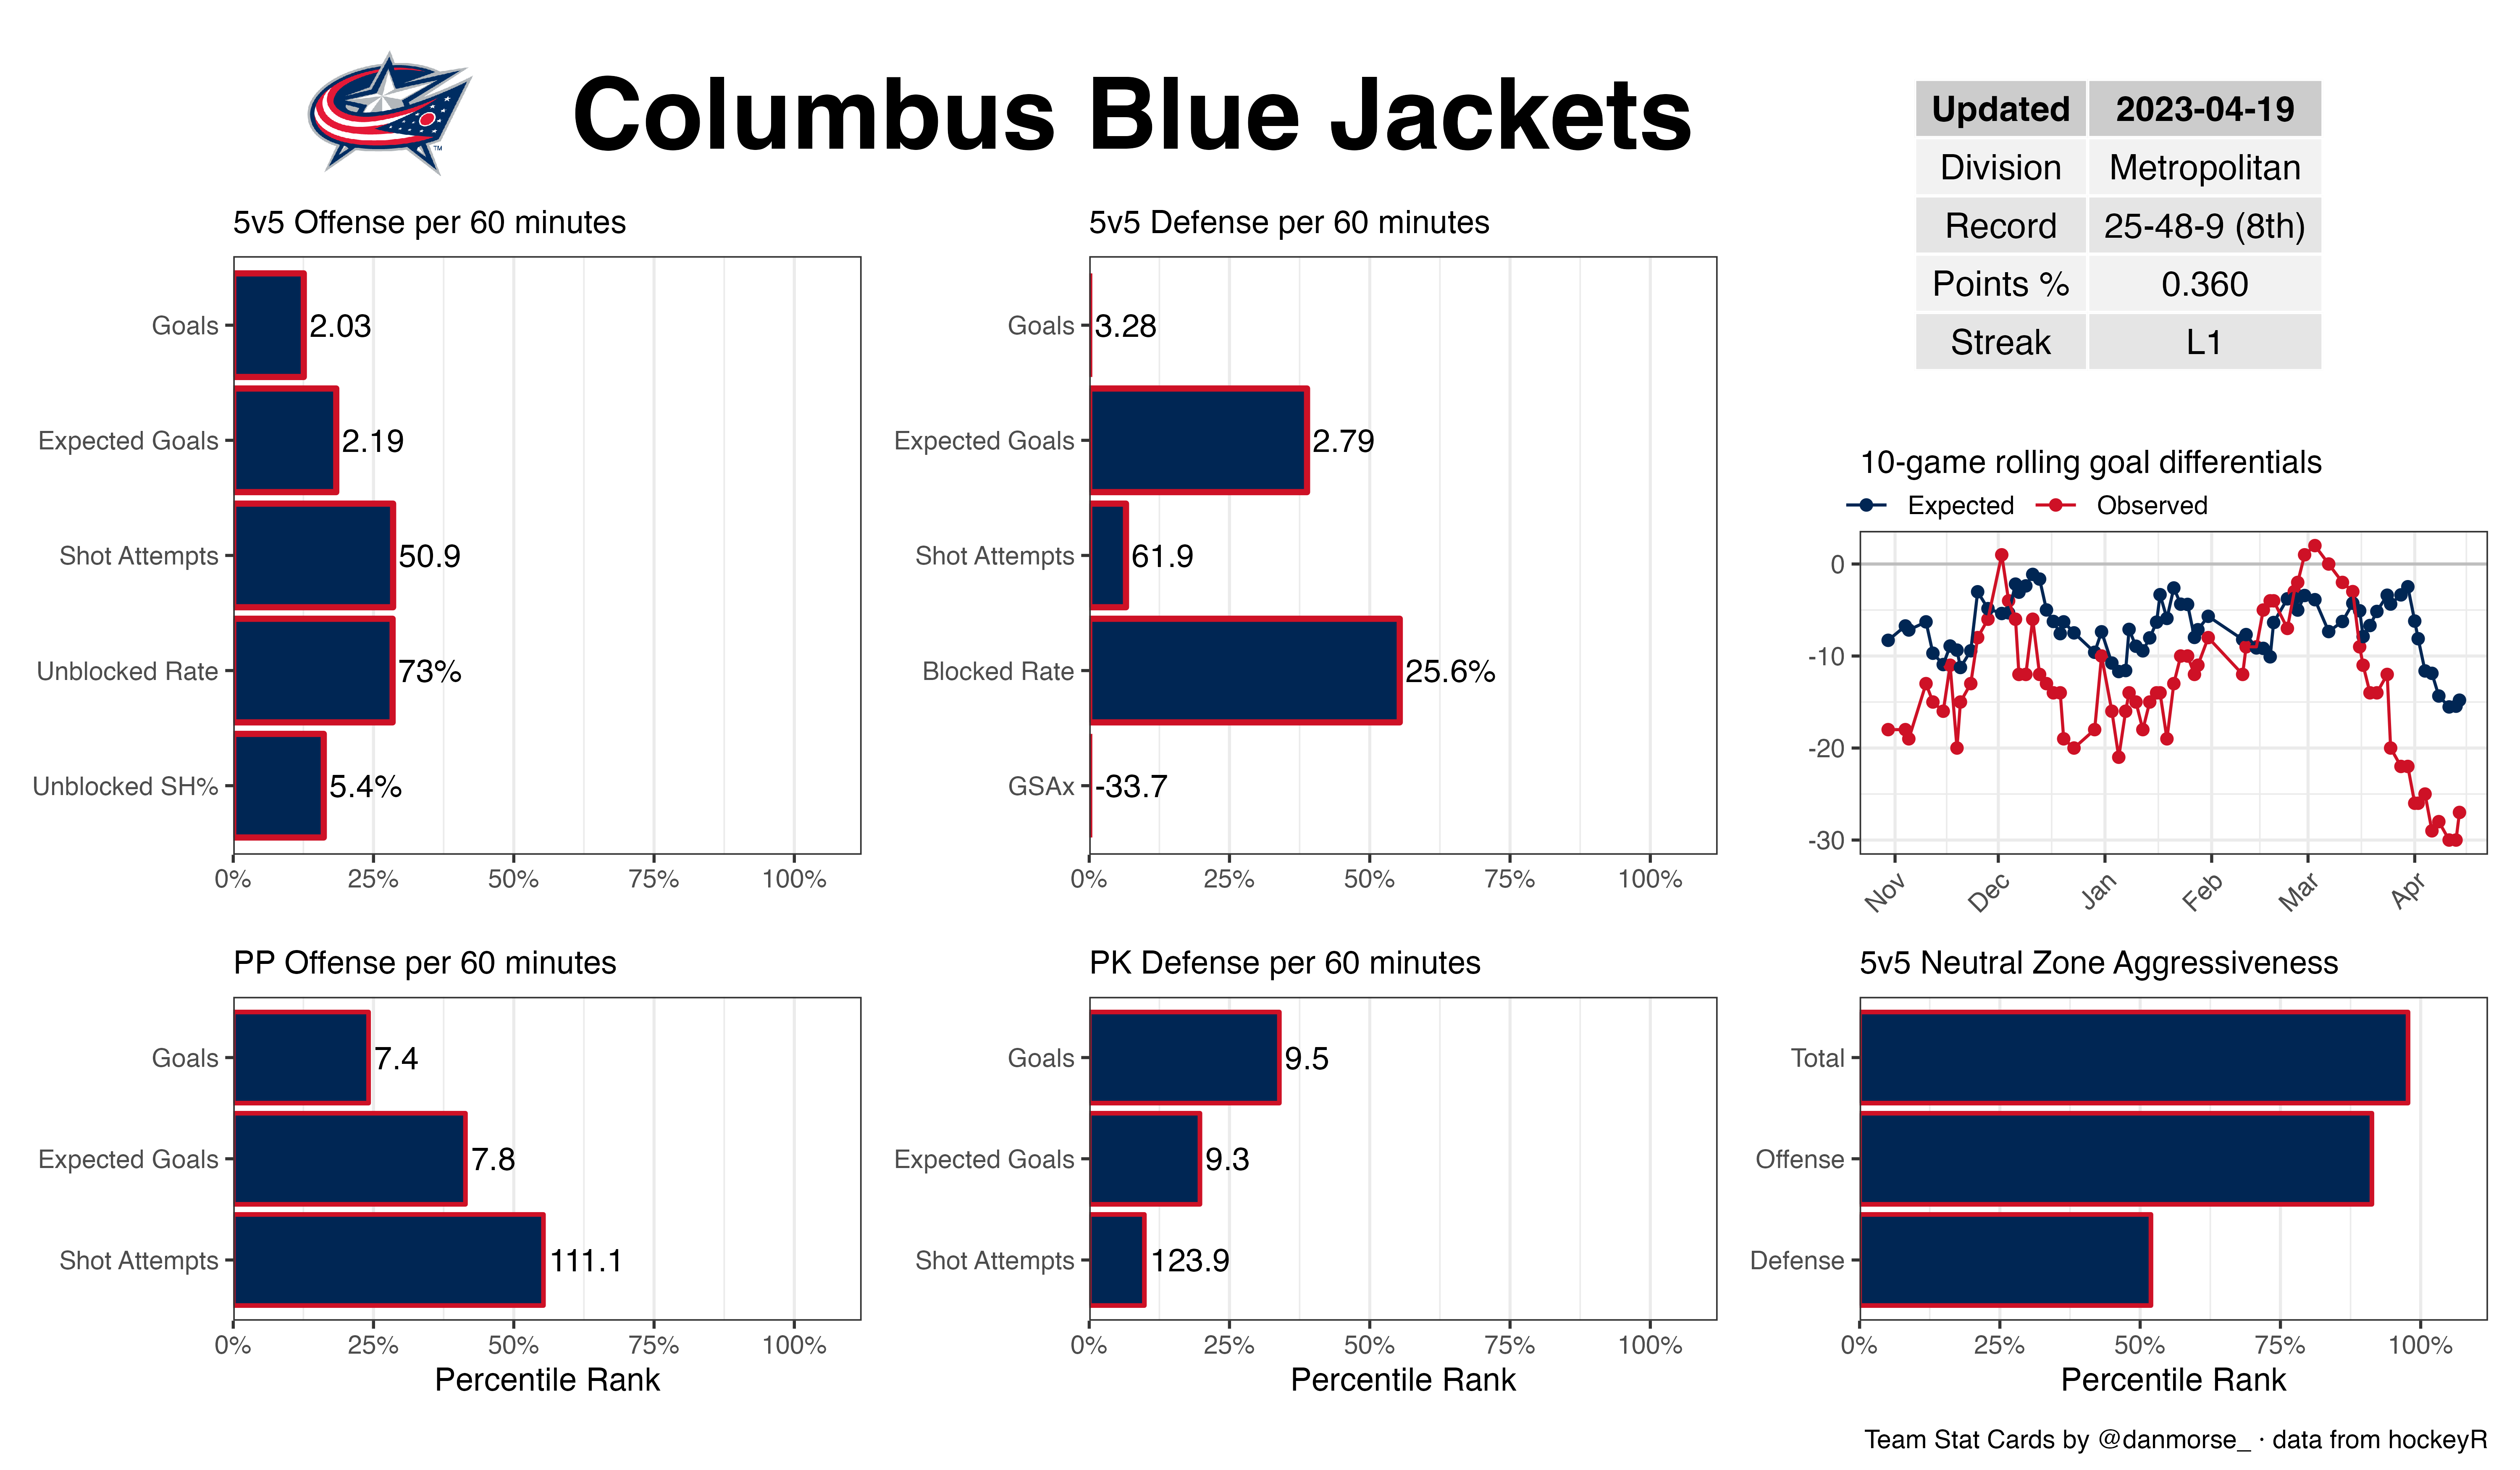 Columbus Blue Jackets
TM
Updated 2023-04-19
Division Metropolitan
Record 25-48-9 (8th)
Points % 0.360
Streak L1
5v5 Offense per 60 minutes
Goals 2.03
Expected Goals 2.19
Shot Attempts 50.9
Unblocked Rate 73%
Unblocked SH% 5.4%
0% 25% 50% 75% 100%
5v5 Defense per 60 minutes
Goals 3.28
Expected Goals 2.79
Shot Attempts 61.9
Blocked Rate 25.6%
GSAx -33.7
0% 25% 50% 75% 100%
10-game rolling goal differentials
Expected Observed
0
-10
-20
-30
Nov Dec Jan Feb Mar Apr
PP Offense per 60 minutes
Goals 7.4
Expected Goals 7.8
Shot Attempts 111.1
0% 25% 50% 75% 100%
Percentile Rank
PK Defense per 60 minutes
Goals 9.5
Expected Goals 9.3
Shot Attempts 123.9
0% 25% 50% 75% 100%
Percentile Rank
5v5 Neutral Zone Aggressiveness
Total
Offense
Defense
0% 25% 50% 75% 100%
Percentile Rank
Team Stat Cards by @danmorse_ · data from hockeyR